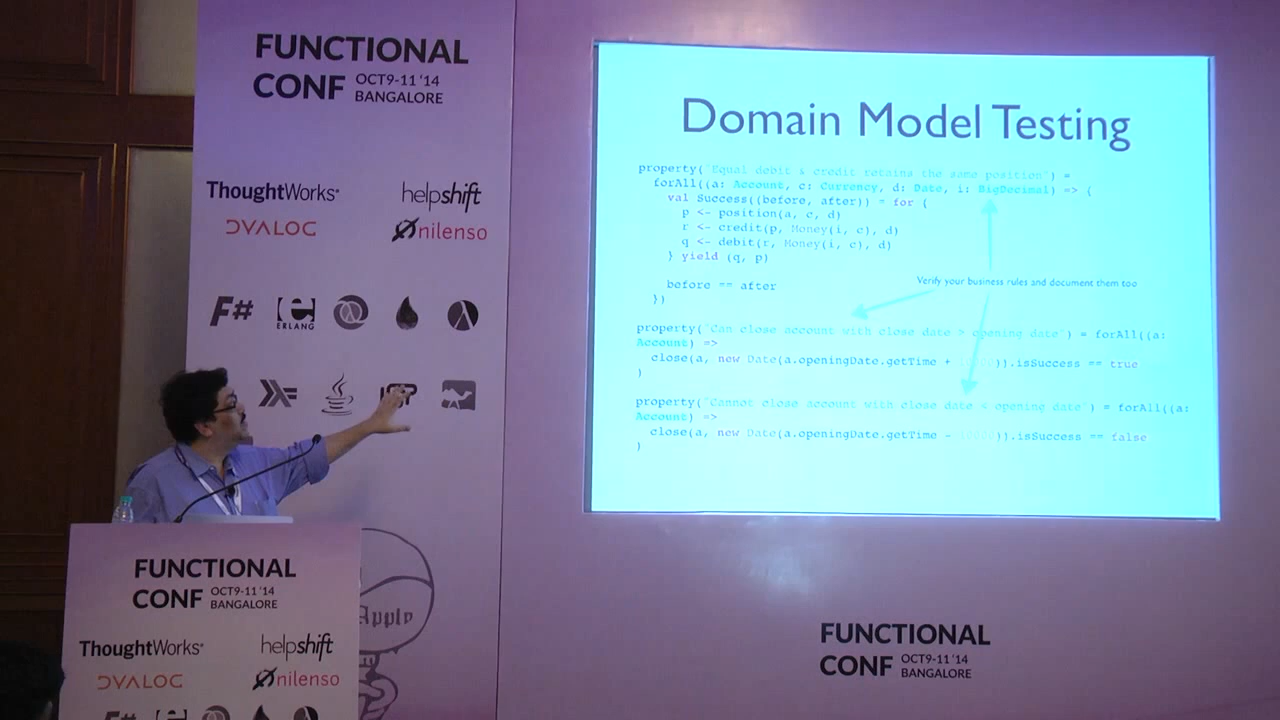 FUNCTIONAL
CONF OCT9-11 '14
BANGALORE
ThoughtWorks®
helpshift
DYALOC
nilenso
F#
ERLANG
Apply
FUNCTIONAL
CONF OCT9-11 '14
BANGALORE
ThoughtWorks®
helpshift
DYALOC
nilenso
F#
Domain Model Testing
property("Equal debit & credit retains the same position") =
forAll((a: Account, c: Currency, d: Date, i: BigDecimal) => {
val Success((before, after)) = for {
p <- position(a, c, d)
r <- credit(p, Money(i, c), d)
q <- debit(r, Money(i, c), d)
} yield (q, p)
before == after
})
Verify your business rules and document them too
property("Can close account with close date > opening date") = forAll((a:
Account) =>
close(a, new Date(a.openingDate.getTime + )).isSuccess == true
)
property("Cannot close account with close date < opening date") = forAll((a:
Account) =>
close(a, new Date(a.openingDate.getTime - )).isSuccess == false
)
FUNCTIONAL
CONF OCT9-11 '14
BANGALORE